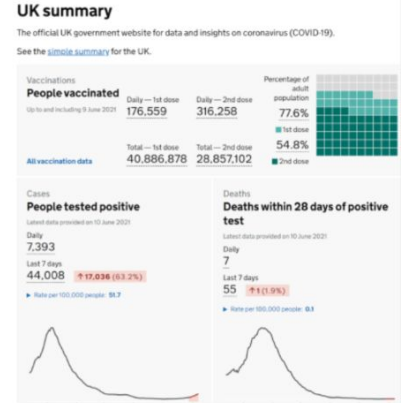 UK summary
The official UK government website for data and insights on coronavirus (COVID-19).
See the simple summary for the UK.
Vaccinations
People vaccinated
Up to and including 9 June 2021
All vaccination data
Daily — 1st dose
176,559
Daily — 2nd dose
316,258
Total — 1st dose
40,886,878
Total — 2nd dose
28,857,102
Percentage of
adult
population
77.6%
1st dose
54.8%
2nd dose
Cases
People tested positive
Latest data provided on 10 June 2021
Daily
7,393
Last 7 days
44,008 ↑17,036 (63.2%)
▶ Rate per 100,000 people: 51.7
Deaths
Deaths within 28 days of positive
test
Latest data provided on 10 June 2021
Daily
7
Last 7 days
55 ↑1 (1.9%)
▶ Rate per 100,000 people: 0.1